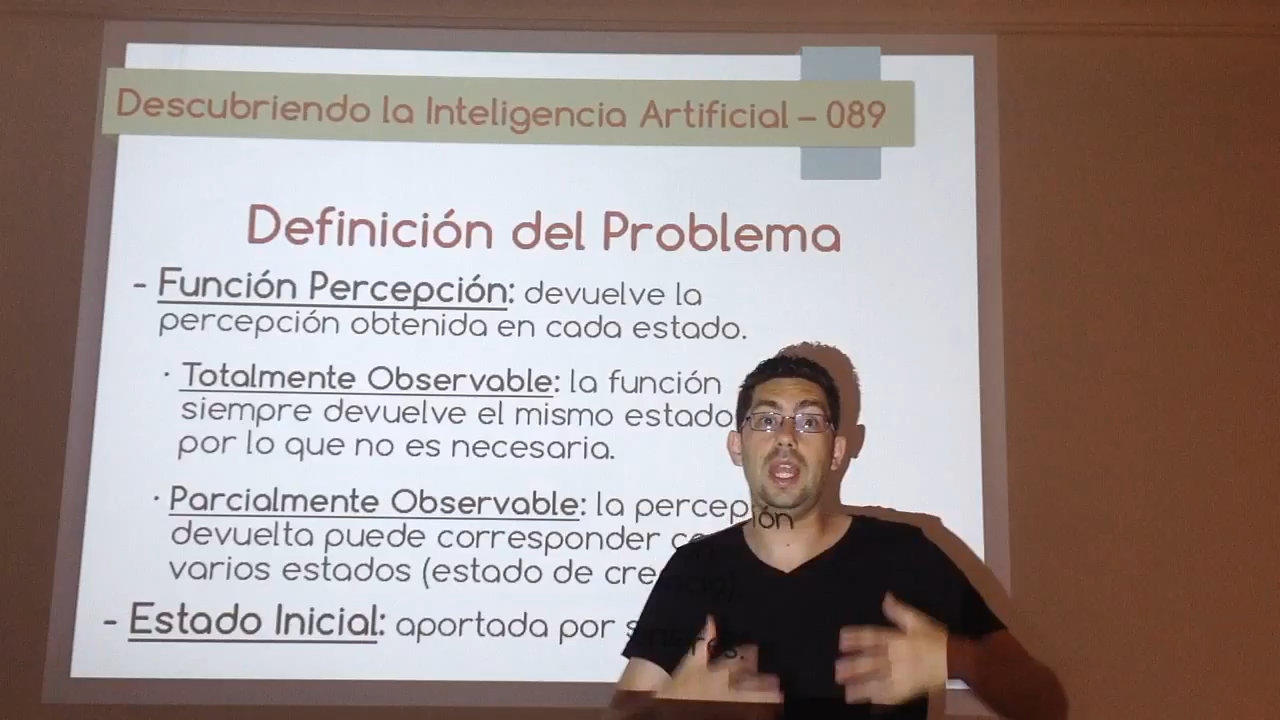 Descubriendo la Inteligencia Artificial – 089
Definición del Problema
- Función Percepción: devuelve la
percepción obtenida en cada estado.
· Totalmente Observable: la función
siempre devuelve el mismo estado
por lo que no es necesaria.
· Parcialmente Observable: la percepción
devuelta puede corresponder
varios estados (estado de creencia).
- Estado Inicial: aportada por sensores.